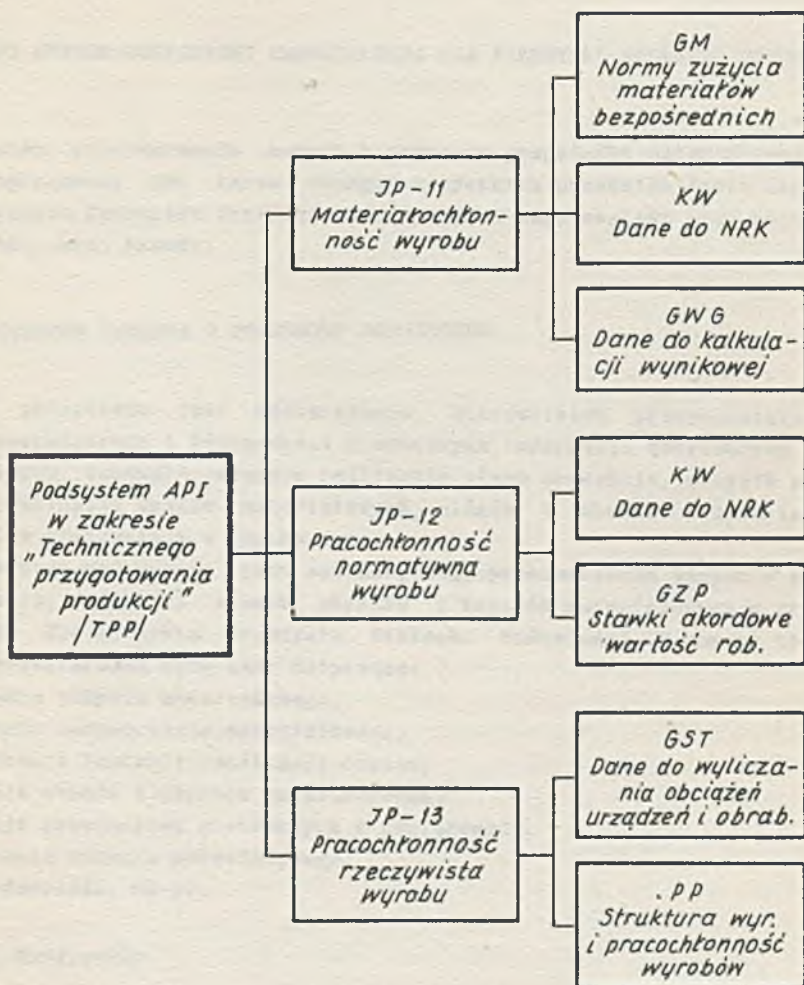 GM
Normy zużycia
materiałów
bezpośrednich
JP-11
Materiałochłon-
ność wyrobu
KW
Dane do NRK
GWG
Dane do kalkula-
cji wynikowej
Podsystem API
w zakresie
„Technicznego
przygotowania
produkcji”
/TPP/
JP-12
Pracochłonność
normatywna
wyrobu
KW
Dane do NRK
GZP
Stawki akordowe
wartość rob.
JP-13
Pracochłonność
rzeczywista
wyrobu
GST
Dane do wylicza-
nia obciążeń
urządzeń i obrab.
.PP
Struktura wyr.
i pracochłonność
wyrobów